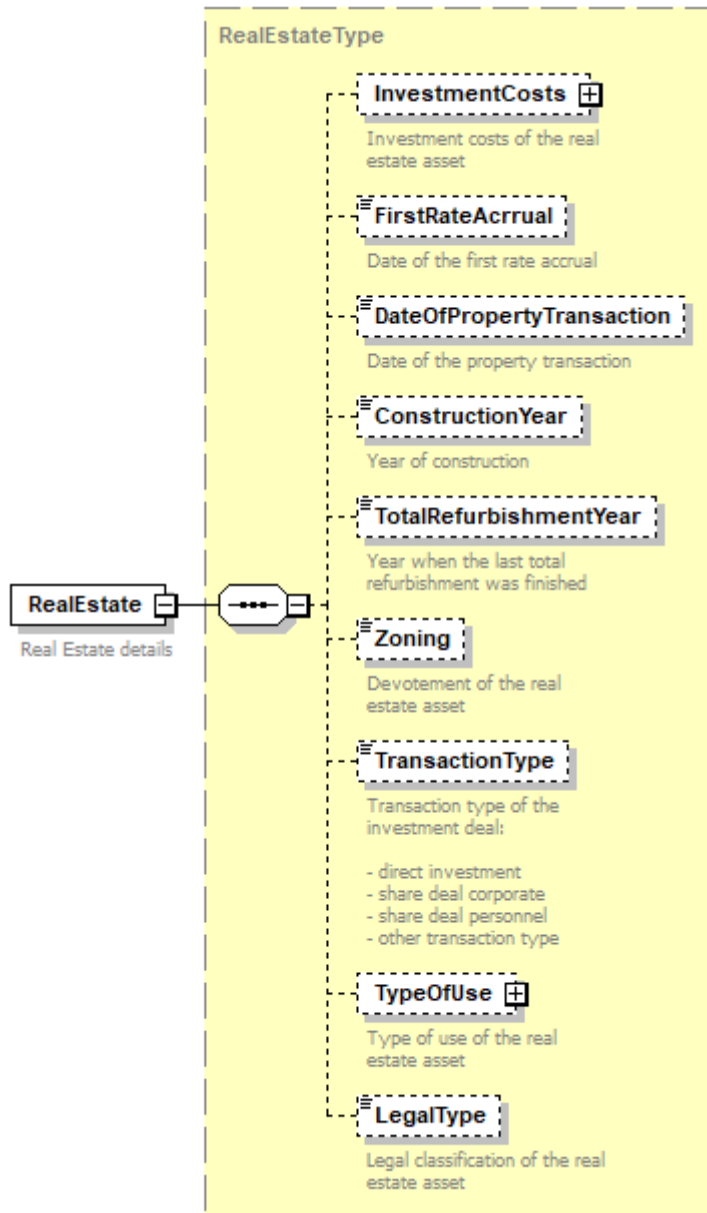 RealEstateType
InvestmentCosts
Investment costs of the real
estate asset
FirstRateAcrrual
Date of the first rate accrual
DateOfPropertyTransaction
Date of the property transaction
ConstructionYear
Year of construction
TotalRefurbishmentYear
Year when the last total
refurbishment was finished
RealEstate
Real Estate details
Zoning
Devotement of the real
estate asset
TransactionType
Transaction type of the
investment deal:
- direct investment
- share deal corporate
- share deal personnel
- other transaction type
TypeOfUse
Type of use of the real
estate asset
LegalType
Legal classification of the real
estate asset